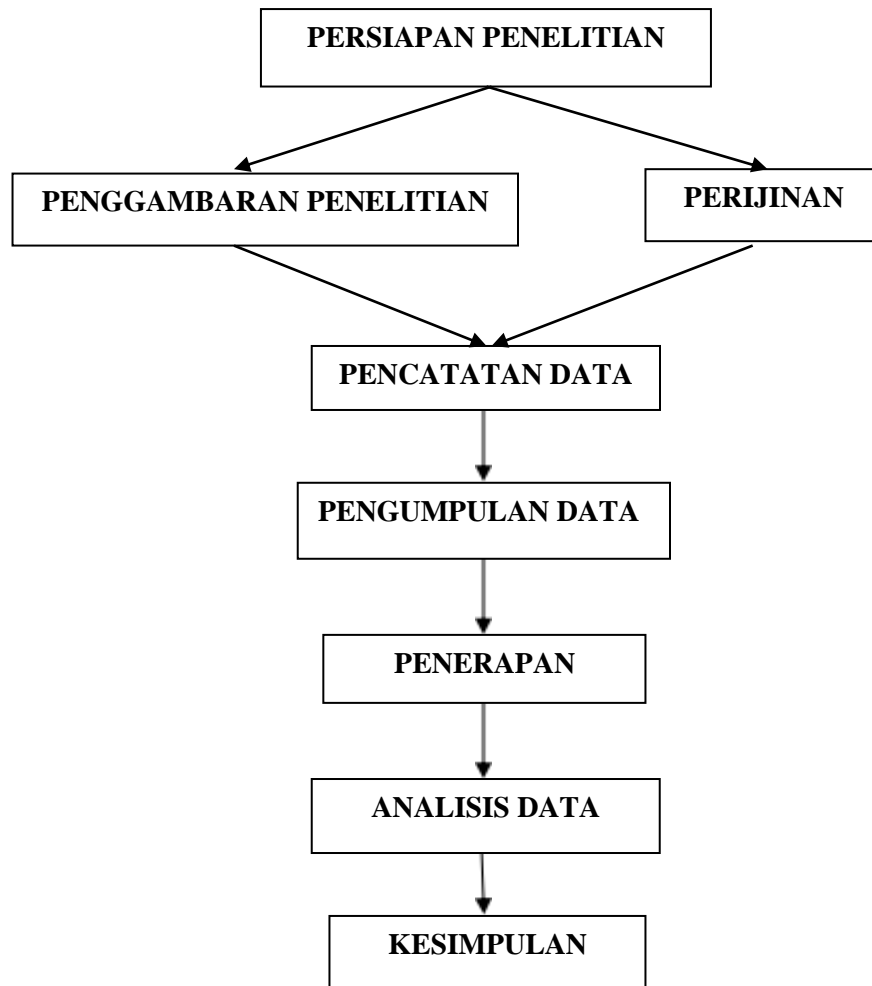 PERSIAPAN PENELITIAN
PENGGAMBARAN PENELITIAN
PERIJINAN
PENCATATAN DATA
PENGUMPULAN DATA
PENERAPAN
ANALISIS DATA
KESIMPULAN